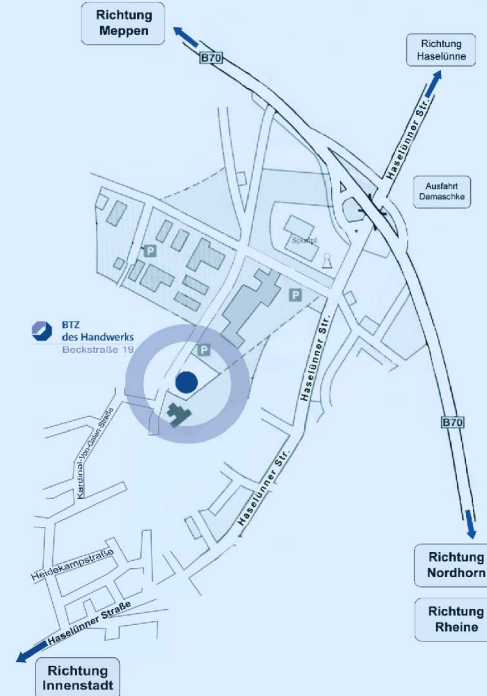 Richtung
Meppen
B70
Richtung
Haselünne
Haselünner Str.
Ausfahrt
Damaschke
P
Sportpl.
P
BTZ
des Handwerks
Beckstraße 19
P
Haselünner Str.
Kardinal-von-Galen-Straße
B70
Haselünner Str.
Heidekampstraße
Haselünner Straße
Richtung
Nordhorn
Richtung
Rheine
Richtung
Innenstadt